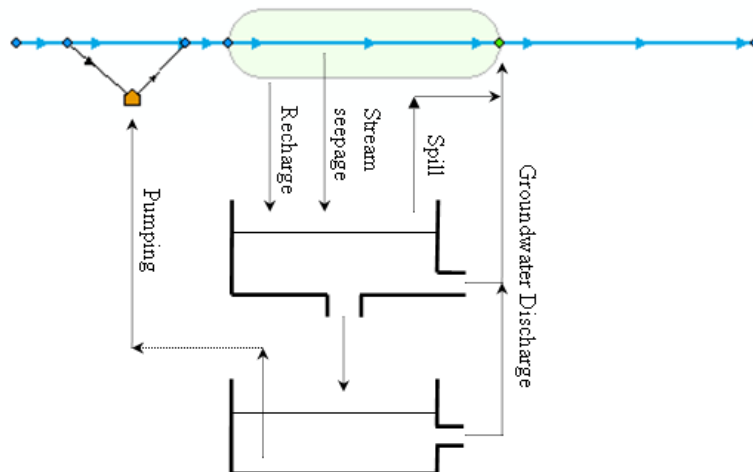 Recharge
Stream
seepage
Spill
Pumping
Groundwater Discharge